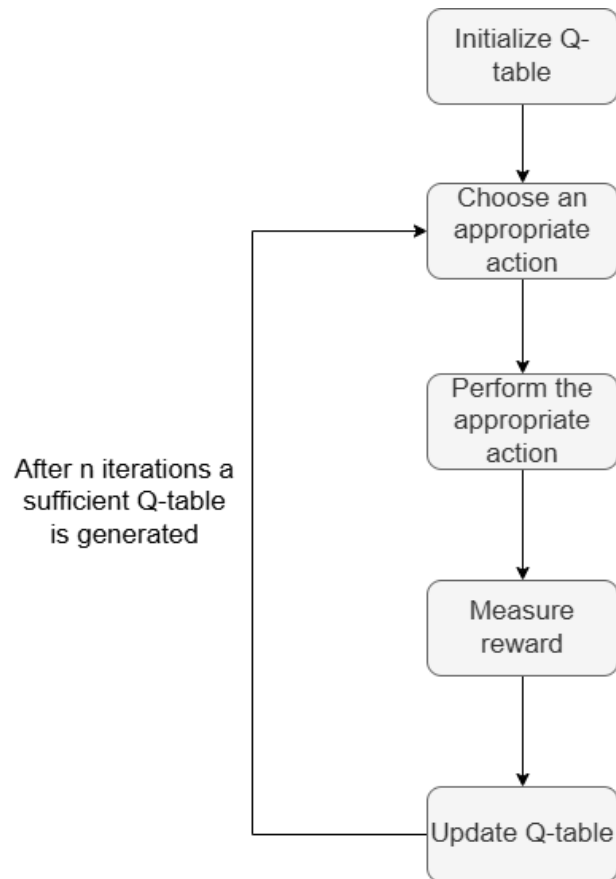 Initialize Q-
table
Choose an
appropriate
action
Perform the
appropriate
action
After n iterations a
sufficient Q-table
is generated
Measure
reward
Update Q-table